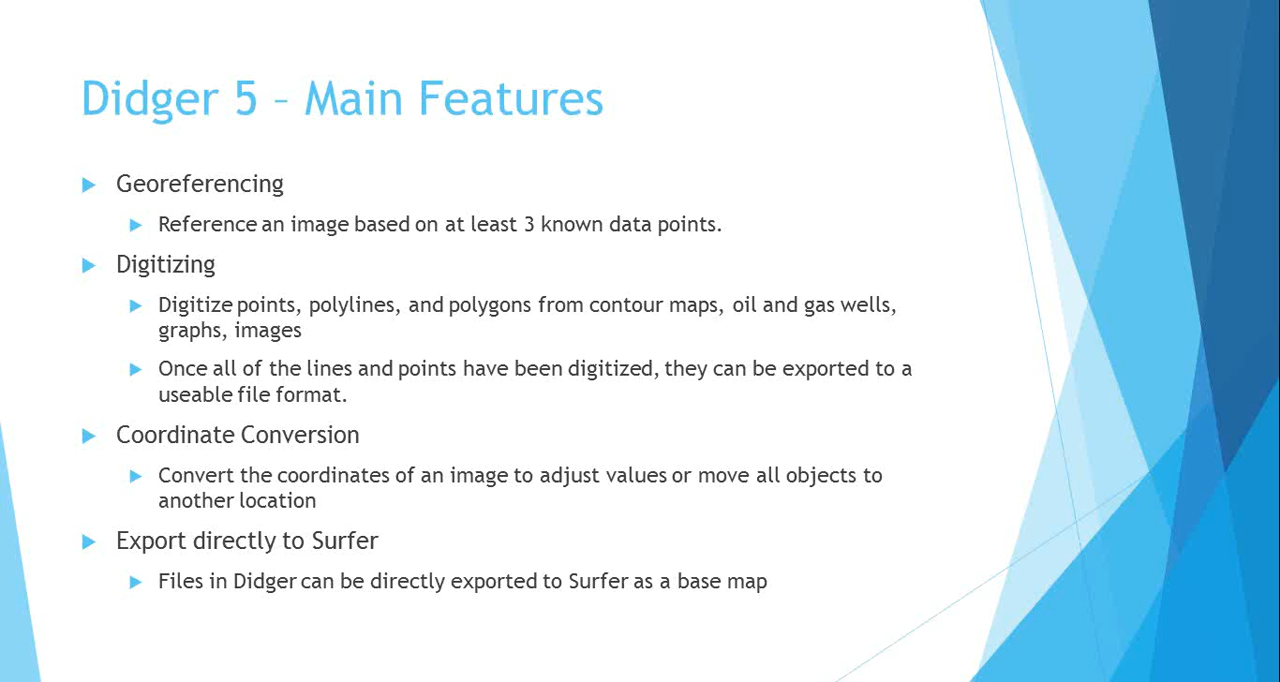 Didger 5 – Main Features
Georeferencing
Reference an image based on at least 3 known data points.
Digitizing
Digitize points, polylines, and polygons from contour maps, oil and gas wells,
graphs, images
Once all of the lines and points have been digitized, they can be exported to a
useable file format.
Coordinate Conversion
Convert the coordinates of an image to adjust values or move all objects to
another location
Export directly to Surfer
Files in Didger can be directly exported to Surfer as a base map